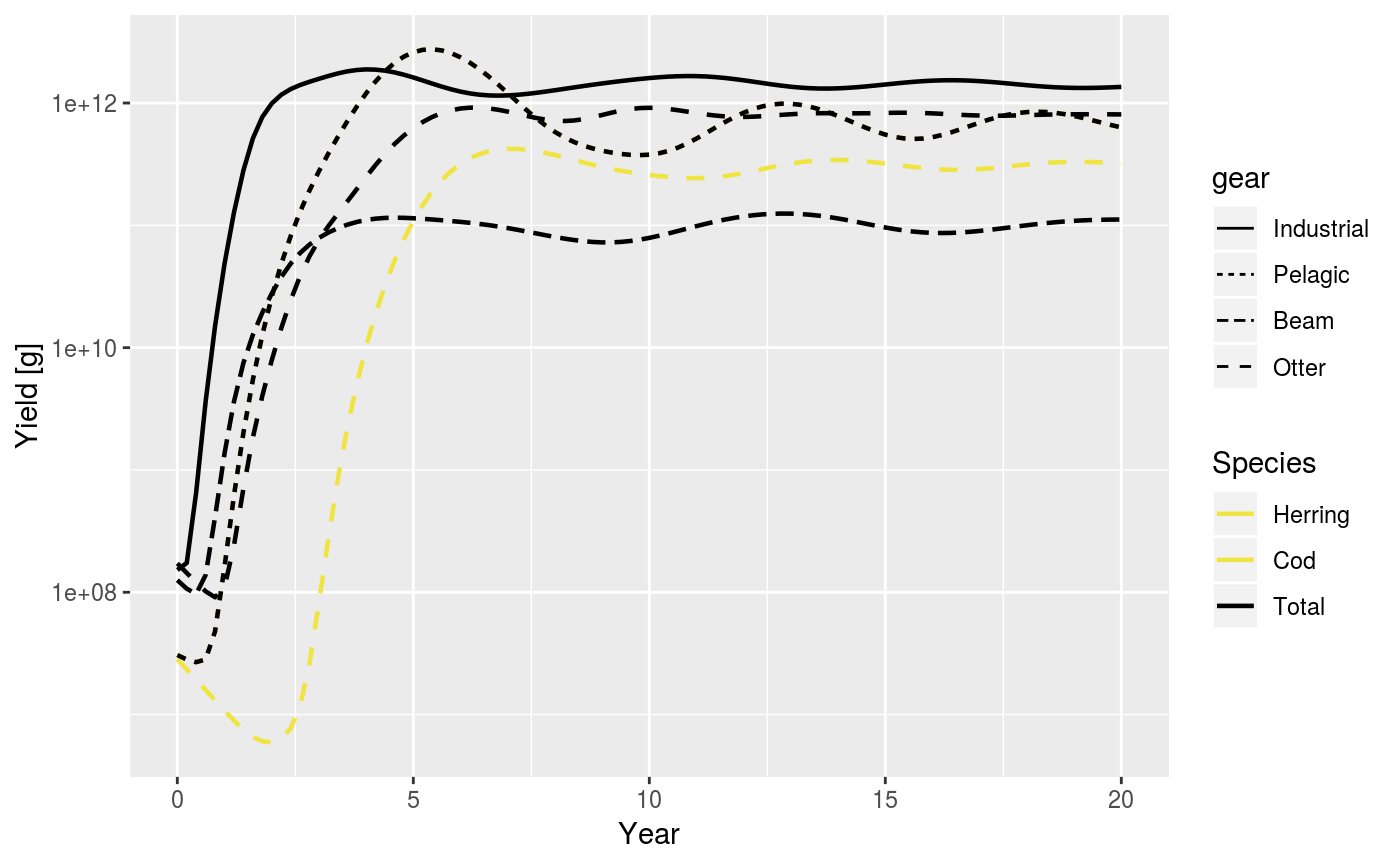 1e+12
1e+10
1e+08
Yield [g]
0 5 10 15 20
Year
gear
Industrial
Pelagic
Beam
Otter
Species
Herring
Cod
Total